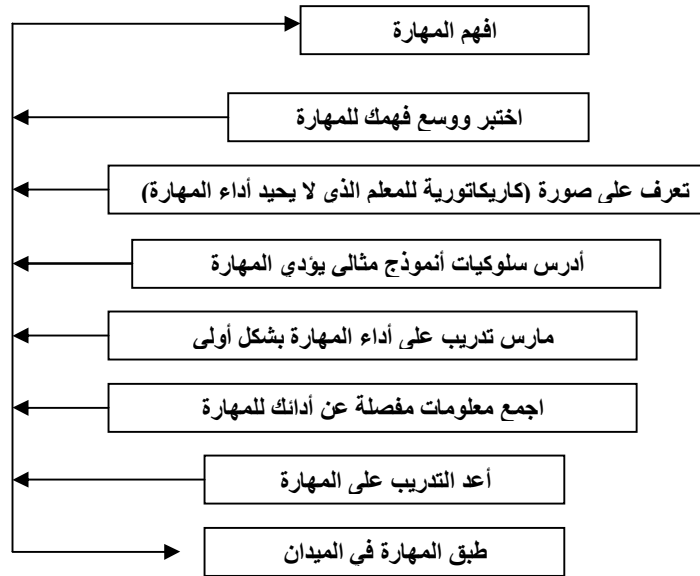 افهم المهارة
اختبر ووسع فهمك للمهارة
تعرف على صورة (كاريكاتورية للمعلم الذى لا يحيد أداء المهارة)
أدرس سلوكيات أنموذج مثالى يؤدي المهارة
مارس تدريب على أداء المهارة بشكل أولى
اجمع معلومات مفصلة عن أدائك للمهارة
أعد التدريب على المهارة
طبق المهارة في الميدان